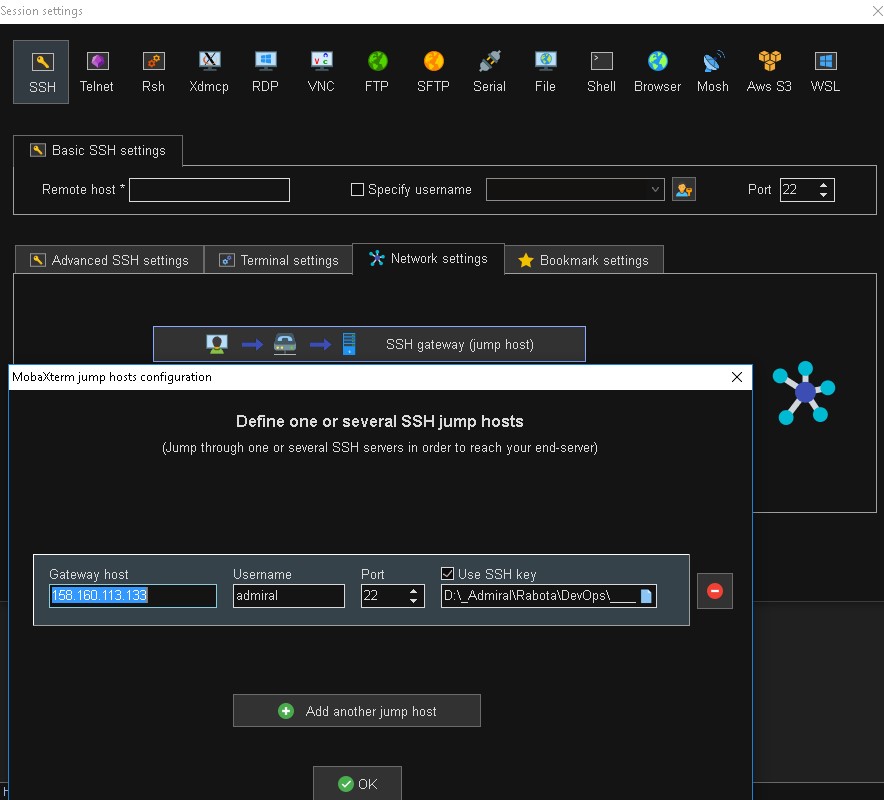 Session settings
SSH Telnet Rsh Xdmcp RDP VNC FTP SFTP Serial File Shell Browser Mosh Aws S3 WSL
Basic SSH settings
Remote host * Specify username Port 22
Advanced SSH settings Terminal settings Network settings Bookmark settings
SSH gateway (jump host)
MobaXterm jump hosts configuration
Define one or several SSH jump hosts
(Jump through one or several SSH servers in order to reach your end-server)
Gateway host Username Port Use SSH key
158.160.113.133 admiral 22 D:\_Admiral\Rabota\DevOps\____
Add another jump host
OK